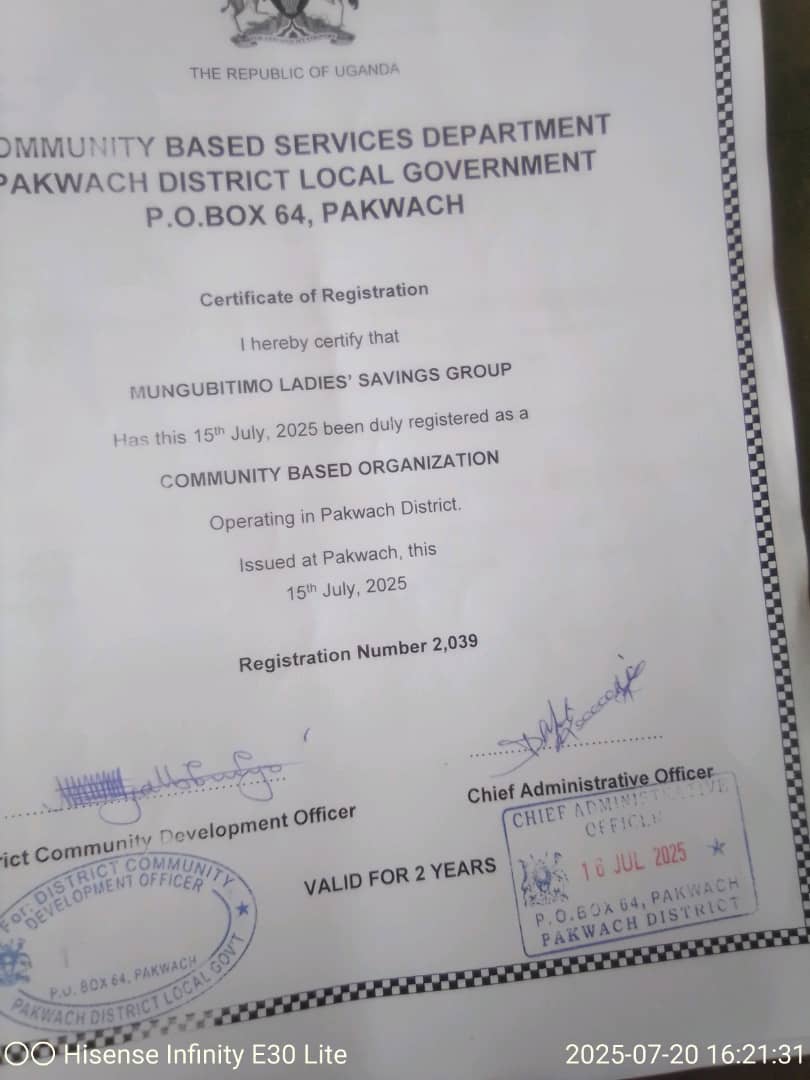 THE REPUBLIC OF UGANDA
OMMUNITY BASED SERVICES DEPARTMENT
PAKWACH DISTRICT LOCAL GOVERNMENT
P.O.BOX 64, PAKWACH
Certificate of Registration
I hereby certify that
MUNGUBITIMO LADIES' SAVINGS GROUP
Has this 15th July, 2025 been duly registered as a
COMMUNITY BASED ORGANIZATION
Operating in Pakwach District.
Issued at Pakwach, this
15th July, 2025
Registration Number 2,039
Chief Administrative Officer
rict Community Development Officer
VALID FOR 2 YEARS
CHIEF ADMINISTRATIVE
OFFICER
16 JUL 2025
P.O.BOX 64, PAKWACH
PAKWACH DISTRICT
For: DISTRICT COMMUNITY
DEVELOPMENT OFFICER
P.O. BOX 64, PAKWACH
PAKWACH DISTRICT LOCAL GOV'T
Hisense Infinity E30 Lite
2025-07-20 16:21:31